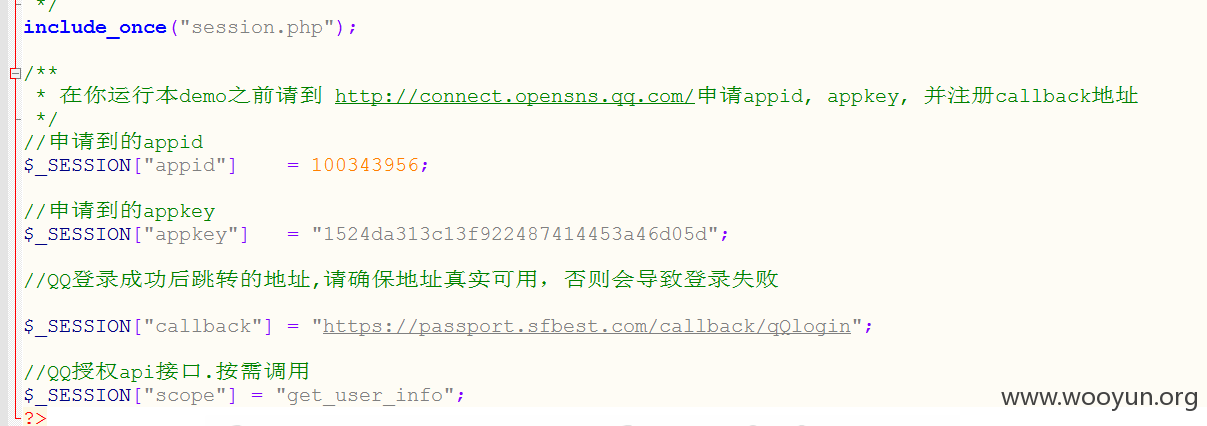 */
include_once("session.php");
/**
* 在你运行本demo之前请到 http://connect.opensns.qq.com/申请appid, appkey, 并注册callback地址
*/
//申请到的appid
$_SESSION["appid"]    = 100343956;
//申请到的appkey
$_SESSION["appkey"]   = "1524da313c13f922487414453a46d05d";
//QQ登录成功后跳转的地址,请确保地址真实可用，否则会导致登录失败
$_SESSION["callback"] = "https://passport.sfbest.com/callback/qQlogin";
//QQ授权api接口.按需调用
$_SESSION["scope"] = "get_user_info";
?>
www.wooyun.org